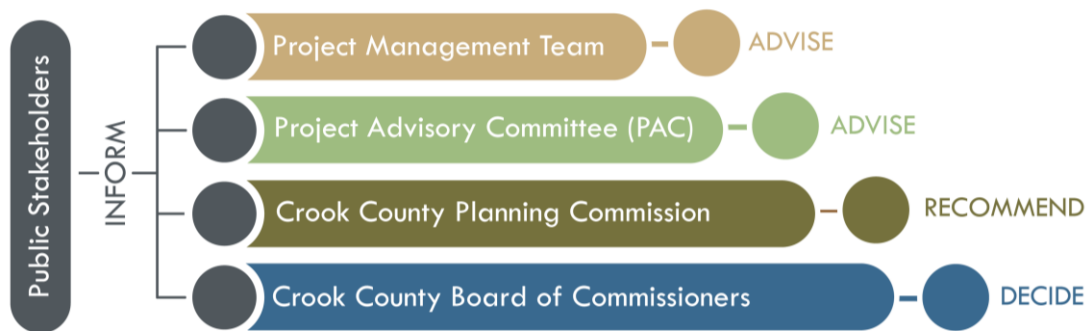 Public Stakeholders
INFORM
Project Management Team
ADVISE
Project Advisory Committee (PAC)
ADVISE
Crook County Planning Commission
RECOMMEND
Crook County Board of Commissioners
DECIDE